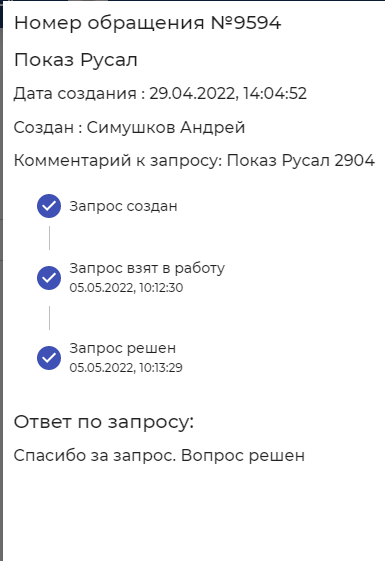 Номер обращения №9594
Показ Русал
Дата создания : 29.04.2022, 14:04:52
Создан : Симушков Андрей
Комментарий к запросу: Показ Русал 2904
Запрос создан
Запрос взят в работу
05.05.2022, 10:12:30
Запрос решен
05.05.2022, 10:13:29
Ответ по запросу:
Спасибо за запрос. Вопрос решен